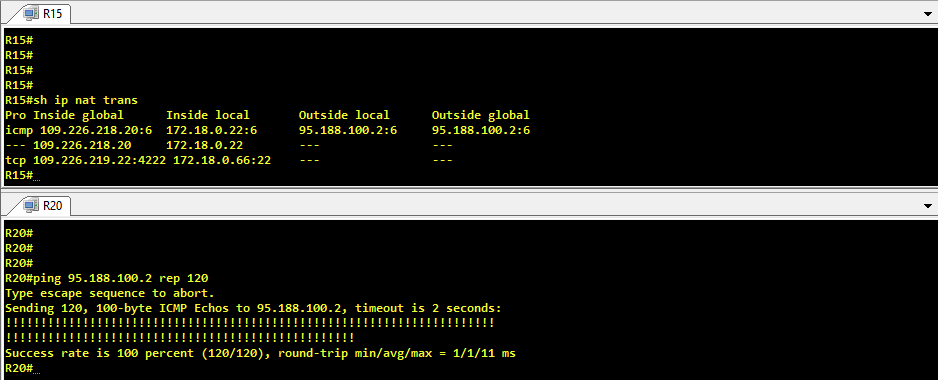 R15
R15#
R15#
R15#
R15#
R15#sh ip nat trans
Pro Inside global      Inside local       Outside local      Outside global
icmp 109.226.218.20:6  172.18.0.22:6      95.188.100.2:6     95.188.100.2:6
--- 109.226.218.20     172.18.0.22        ---                ---
tcp 109.226.219.22:4222 172.18.0.66:22    ---                ---
R15#
R20
R20#
R20#
R20#
R20#ping 95.188.100.2 rep 120
Type escape sequence to abort.
Sending 120, 100-byte ICMP Echos to 95.188.100.2, timeout is 2 seconds:
!!!!!!!!!!!!!!!!!!!!!!!!!!!!!!!!!!!!!!!!!!!!!!!!!!!!!!!!!!!!!!!!!!!!!!
!!!!!!!!!!!!!!!!!!!!!!!!!!!!!!!!!!!!!!!!!!!!!!!!!!
Success rate is 100 percent (120/120), round-trip min/avg/max = 1/1/11 ms
R20#